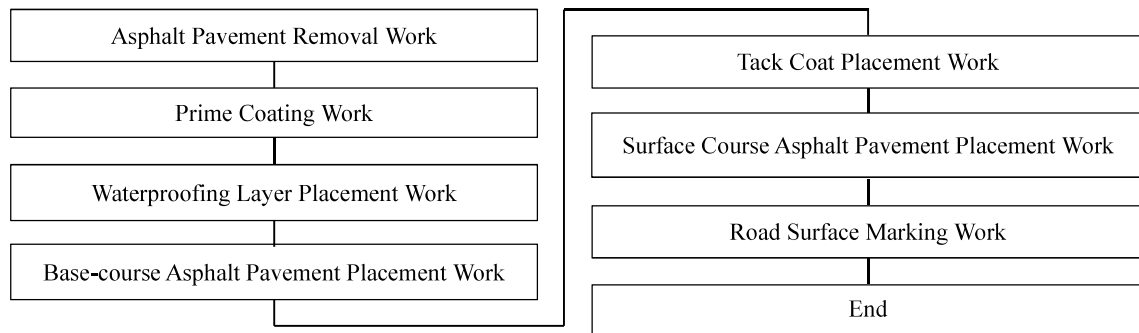 Asphalt Pavement Removal Work
Prime Coating Work
Waterproofing Layer Placement Work
Base-course Asphalt Pavement Placement Work
Tack Coat Placement Work
Surface Course Asphalt Pavement Placement Work
Road Surface Marking Work
End